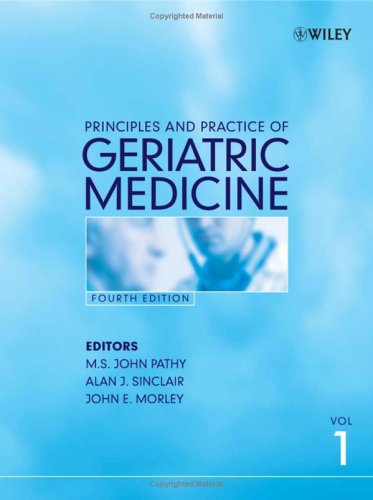 Copyrighted Material
WILEY
PRINCIPLES AND PRACTICE OF
GERIATRIC
MEDICINE
FOURTH EDITION
EDITORS
M.S. JOHN PATHY
ALAN J. SINCLAIR
JOHN E. MORLEY
VOL
1
Copyrighted Material